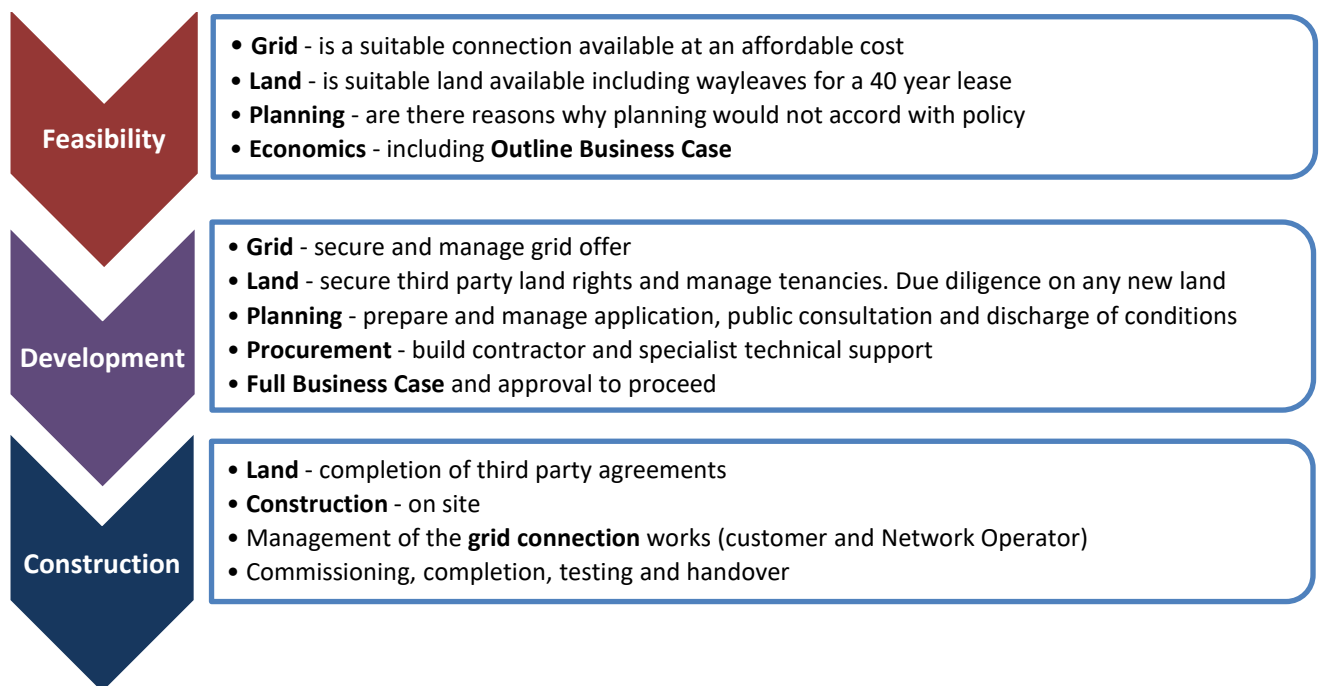 Feasibility
• Grid - is a suitable connection available at an affordable cost
• Land - is suitable land available including wayleaves for a 40 year lease
• Planning - are there reasons why planning would not accord with policy
• Economics - including Outline Business Case
Development
• Grid - secure and manage grid offer
• Land - secure third party land rights and manage tenancies. Due diligence on any new land
• Planning - prepare and manage application, public consultation and discharge of conditions
• Procurement - build contractor and specialist technical support
• Full Business Case and approval to proceed
Construction
• Land - completion of third party agreements
• Construction - on site
• Management of the grid connection works (customer and Network Operator)
• Commissioning, completion, testing and handover